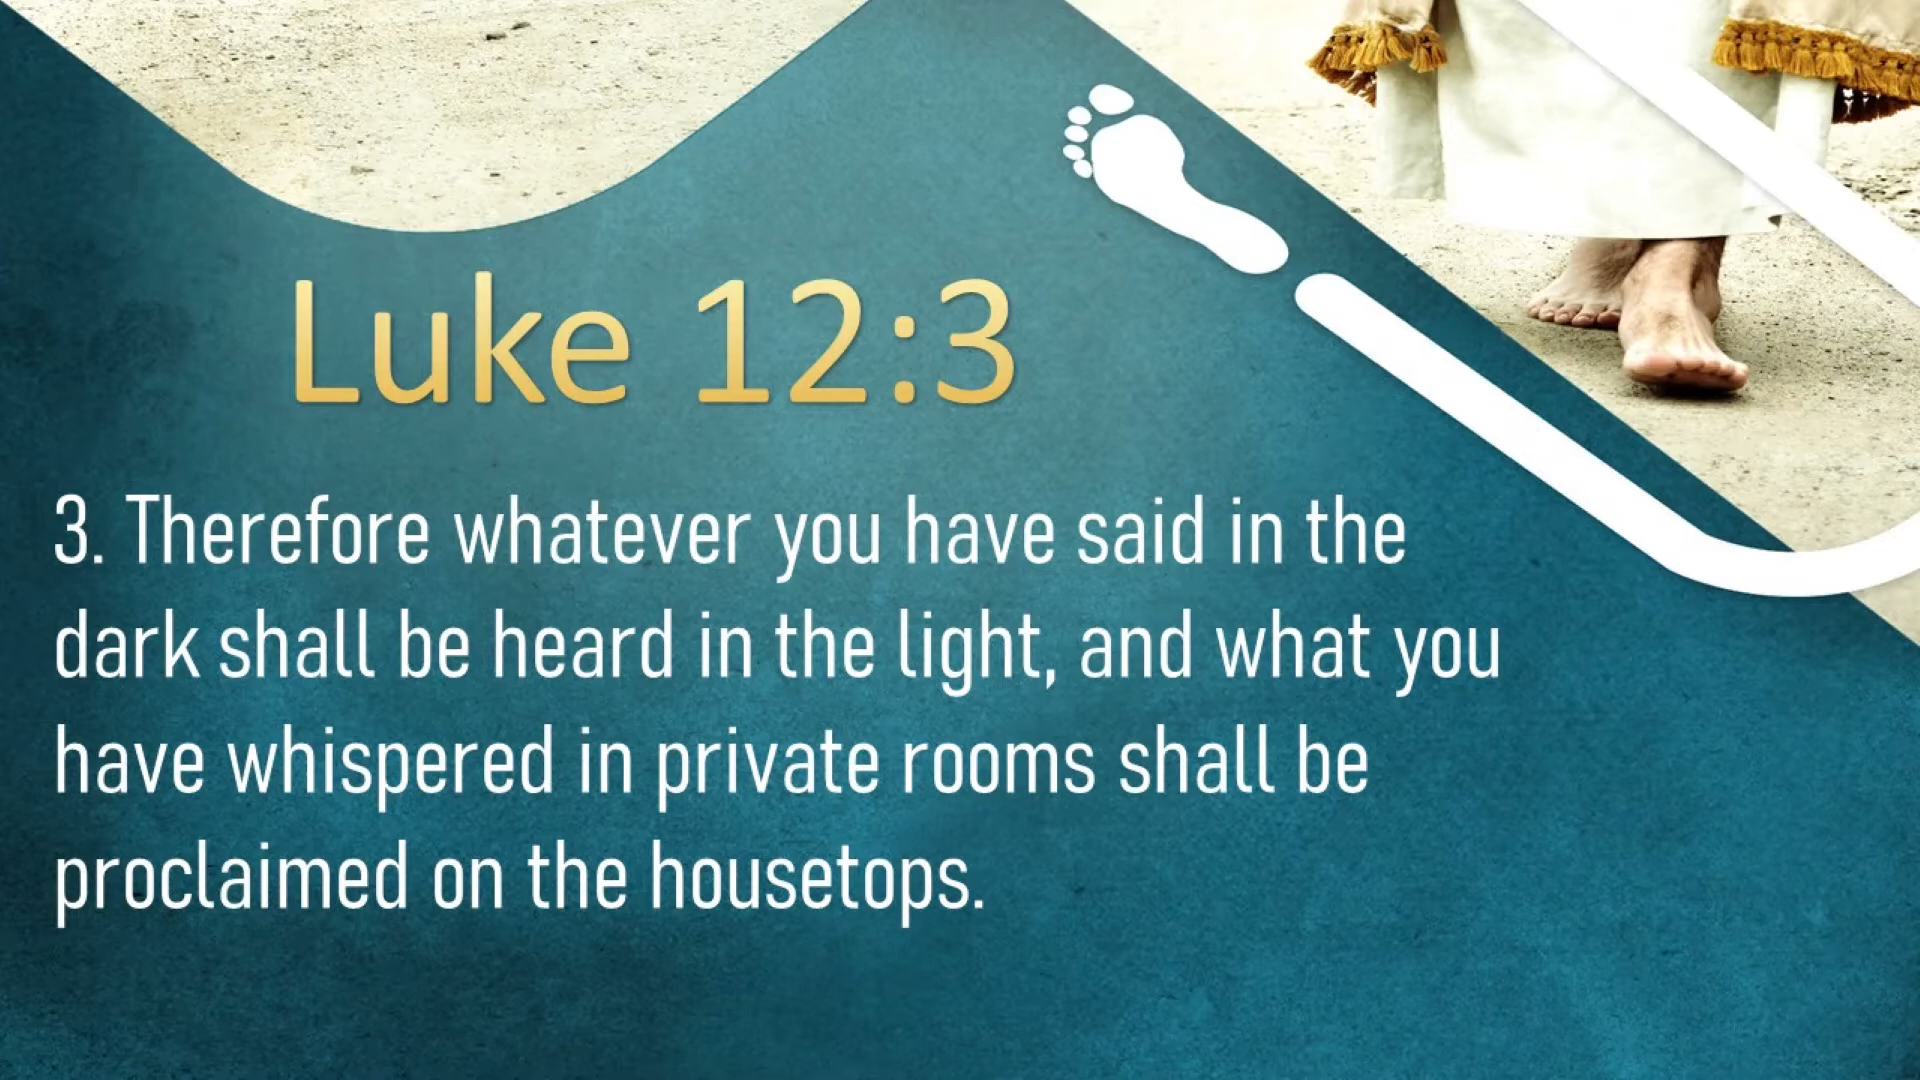 Luke 12:3
3. Therefore whatever you have said in the
dark shall be heard in the light, and what you
have whispered in private rooms shall be
proclaimed on the housetops.